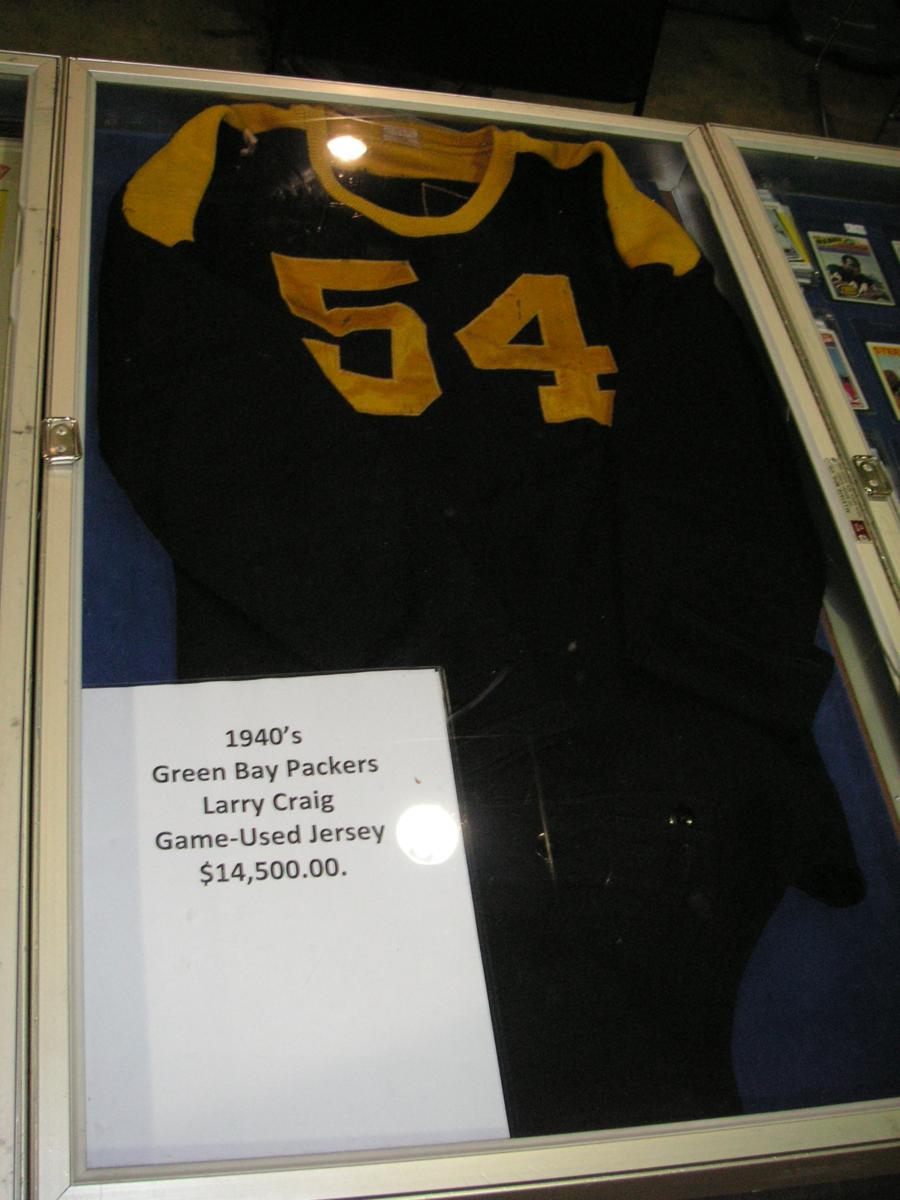 54
1940's
Green Bay Packers
Larry Craig
Game-Used Jersey
$14,500.00.